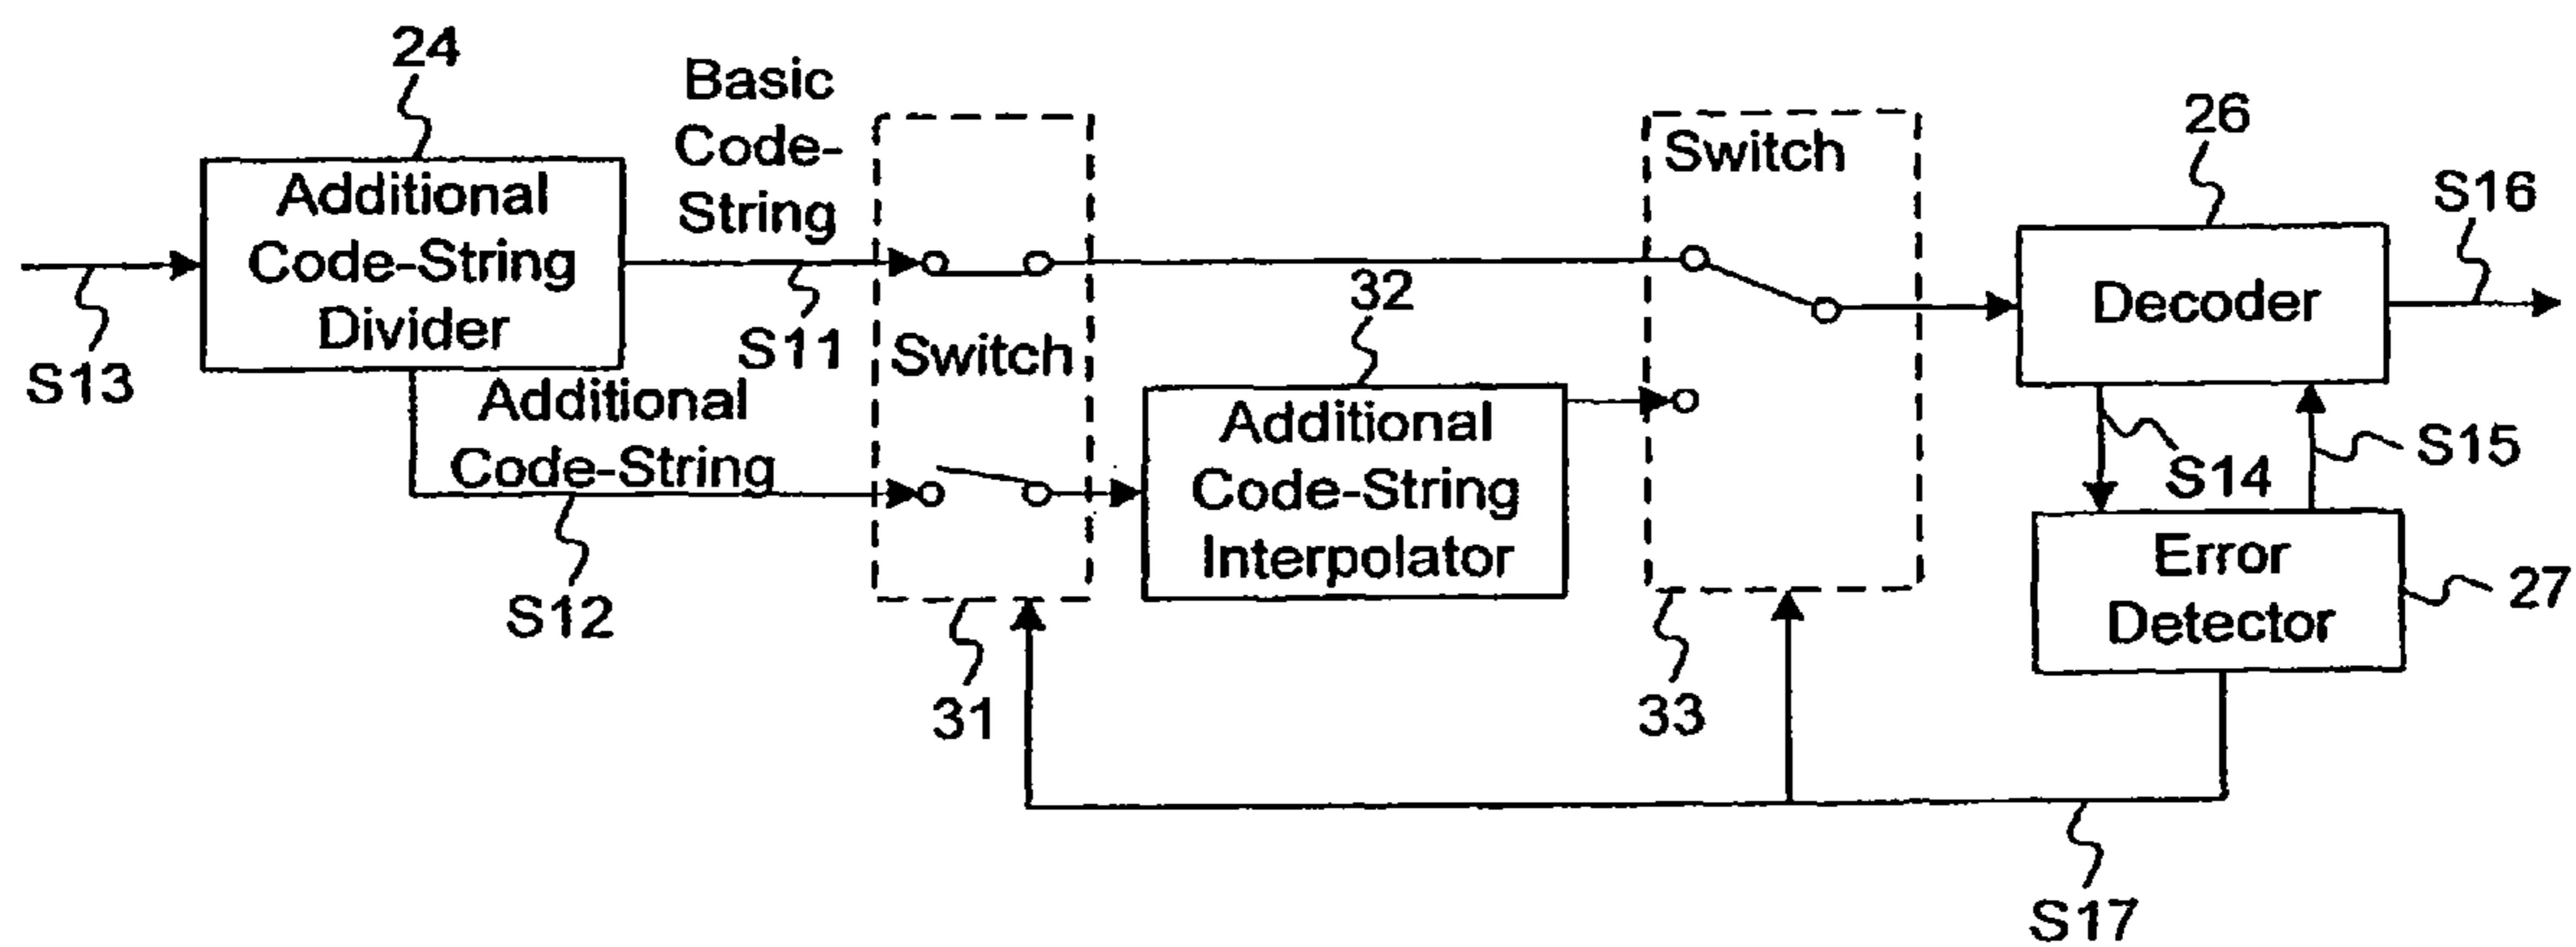 24
Basic
Code-
String
Additional
Code-String
Divider
S13
S11
Additional
Code-String
S12
Switch
31
32
Additional
Code-String
Interpolator
Switch
33
26
Decoder
S16
S14
S15
Error
Detector
27
S17